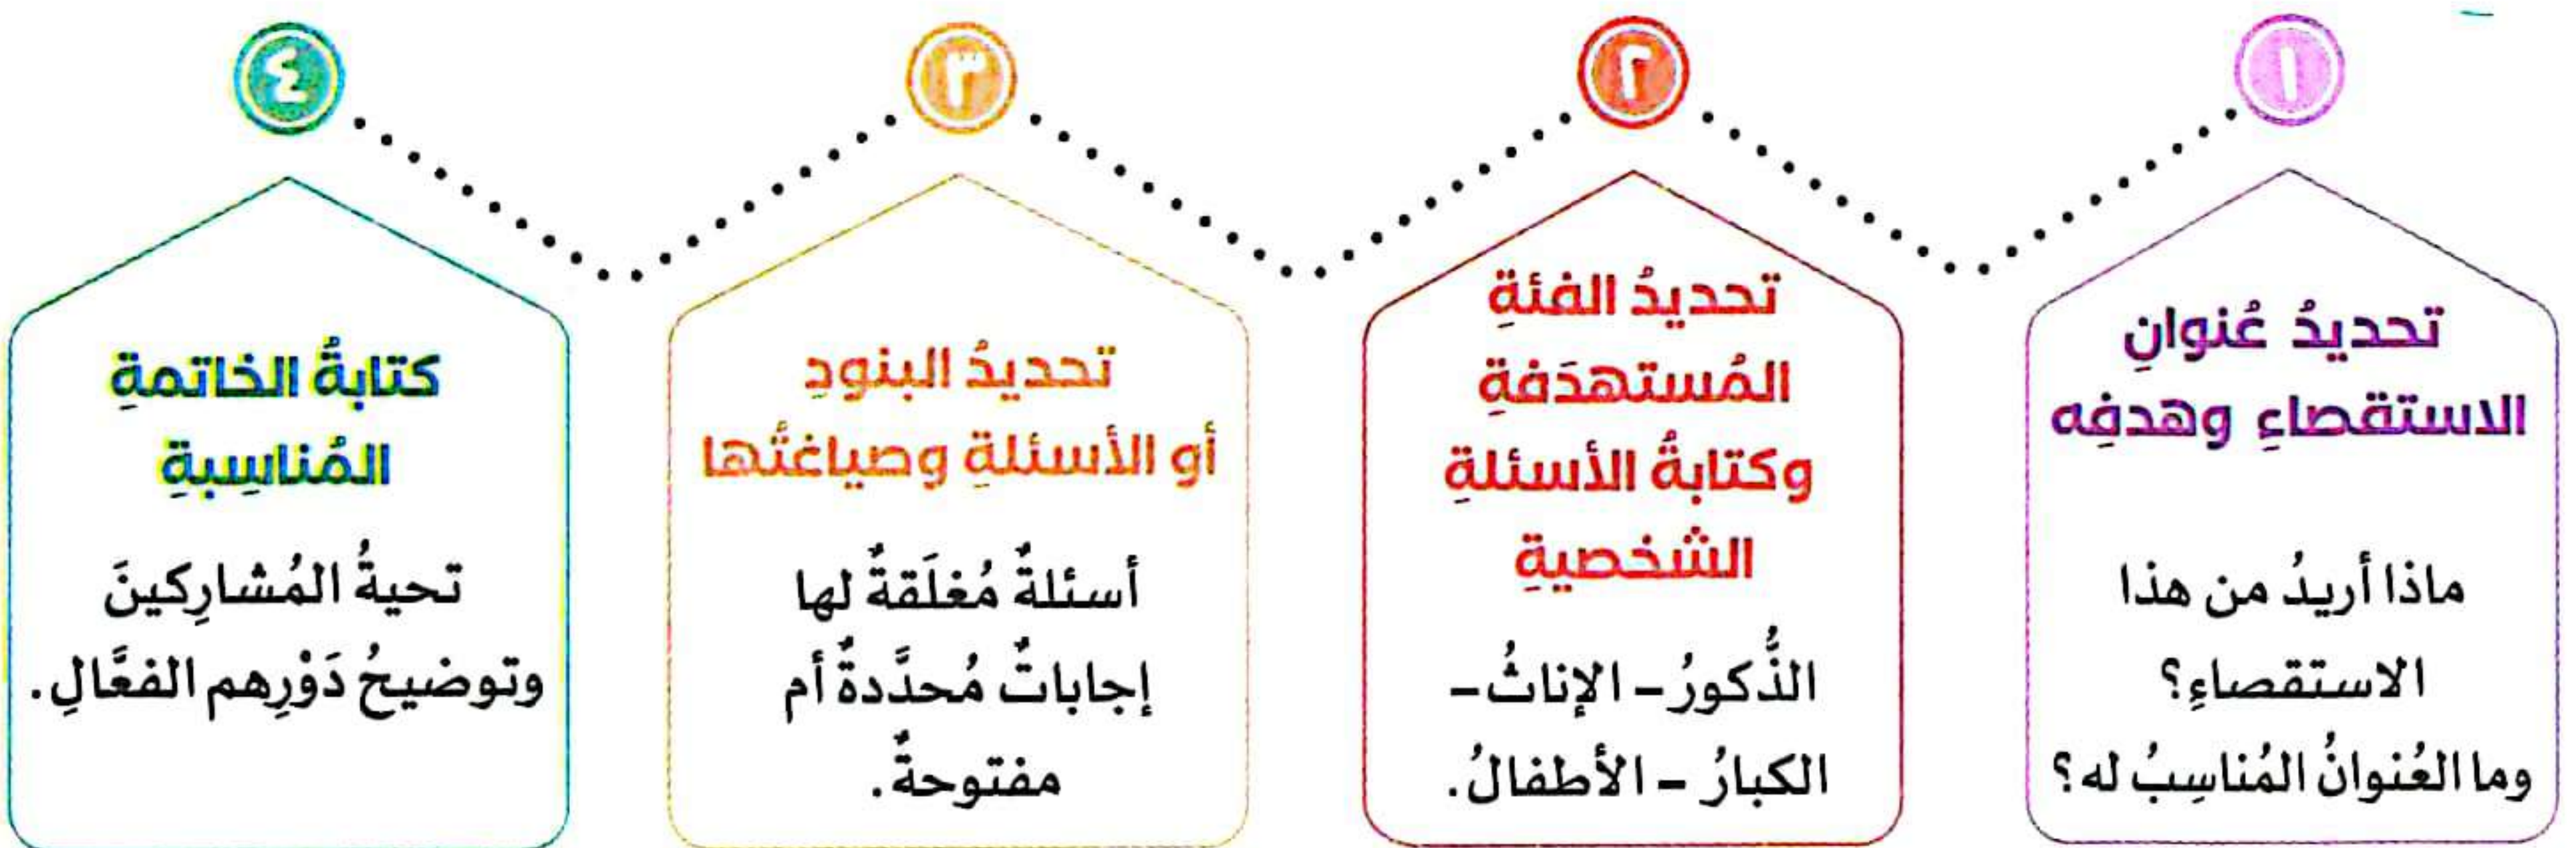 ١
تحديدُ عُنوانِ
الاستقصاءِ وهدفِه
ماذا أريدُ من هذا
الاستقصاءِ؟
وما العُنوانُ المُناسِبُ له؟
٢
تحديدُ الفئةِ
المُستهدَفةِ
وكتابةُ الأسئلةِ
الشخصيةِ
الذُّكورُ – الإناثُ –
الكبارُ – الأطفالُ.
٣
تحديدُ البنودِ
أو الأسئلةِ وصياغتُها
أسئلةٌ مُغلَقةٌ لها
إجاباتٌ مُحدَّدةٌ أم
مفتوحةٌ.
٤
كتابةُ الخاتمةِ
المُناسِبةِ
تحيةُ المُشارِكينَ
وتوضيحُ دَوْرِهم الفعَّالِ.